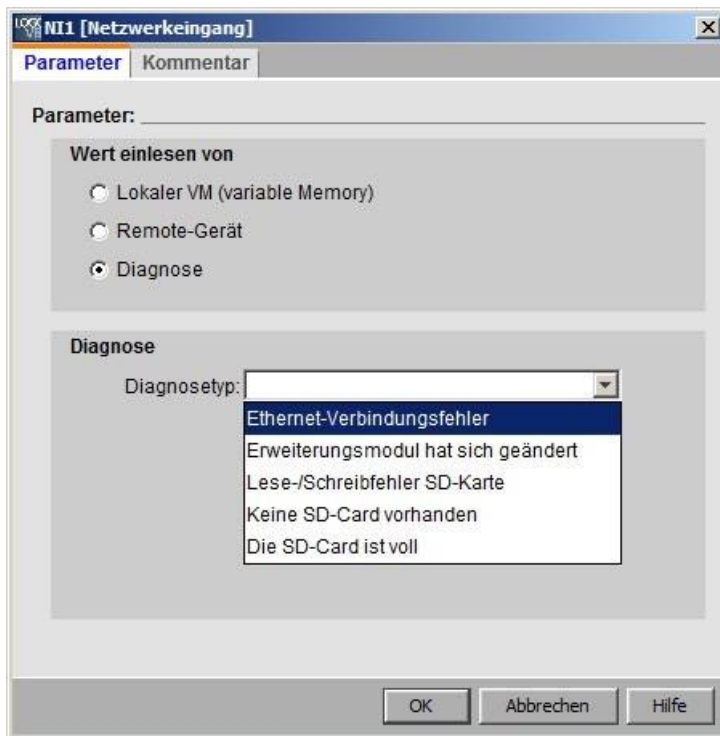 NI1 [Netzwerkeingang]
Parameter Kommentar
Parameter:
Wert einlesen von
Lokaler VM (variable Memory)
Remote-Gerät
Diagnose
Diagnose
Diagnosetyp:
Ethernet-Verbindungsfehler
Erweiterungsmodul hat sich geändert
Lese-/Schreibfehler SD-Karte
Keine SD-Card vorhanden
Die SD-Card ist voll
OK Abbrechen Hilfe